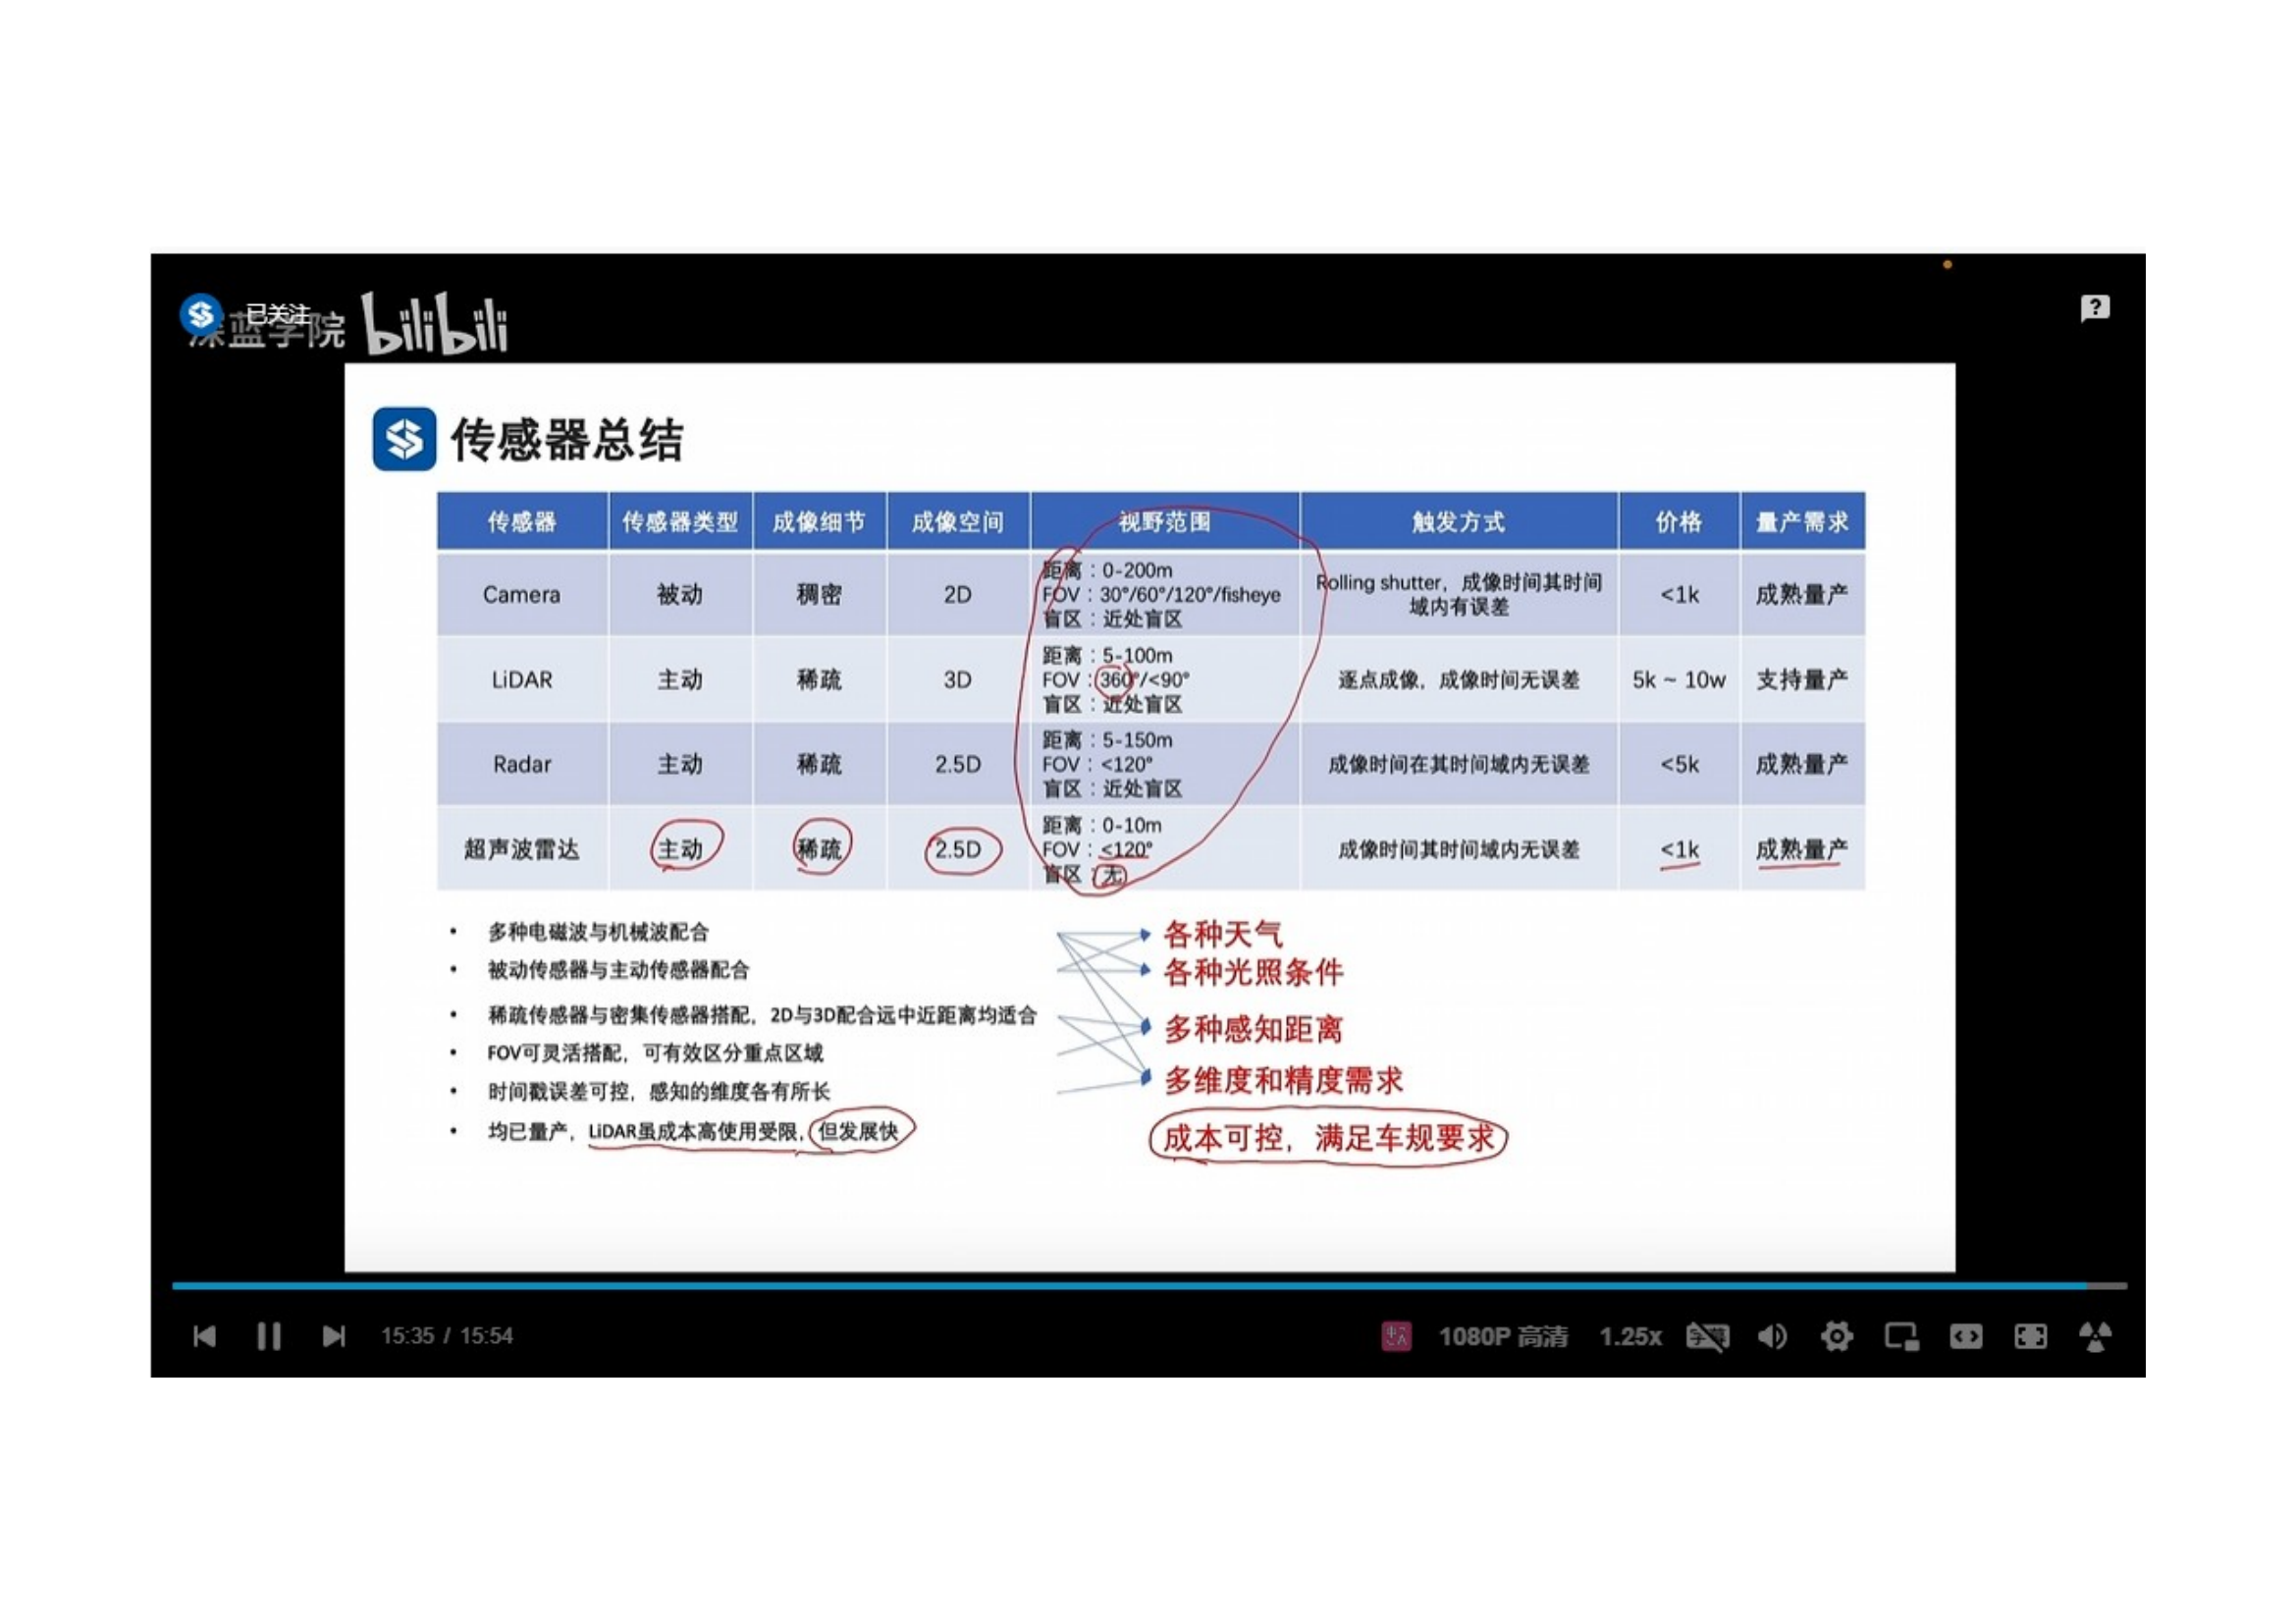 已关注
深蓝学院 bilibili
传感器总结
传感器 传感器类型 成像细节 成像空间 视野范围 触发方式 价格 量产需求
Camera 被动 稠密 2D 距离：0-200m Rolling shutter，成像时间其时间 <1k 成熟量产
FOV：30°/60°/120°/fisheye 域内有误差
盲区：近处盲区
LiDAR 主动 稀疏 3D 距离：5-100m 逐点成像，成像时间无误差 5k ~ 10w 支持量产
FOV：360°/<90°
盲区：近处盲区
Radar 主动 稀疏 2.5D 距离：5-150m 成像时间在其时间域内无误差 <5k 成熟量产
FOV：<120°
盲区：近处盲区
超声波雷达 主动 稀疏 2.5D 距离：0-10m 成像时间其时间域内无误差 <1k 成熟量产
FOV：<120°
盲区：无
• 多种电磁波与机械波配合
• 被动传感器与主动传感器配合
• 稀疏传感器与密集传感器搭配，2D与3D配合远中近距离均适合
• FOV可灵活搭配，可有效区分重点区域
• 时间戳误差可控，感知的维度各有所长
• 均已量产，LiDAR虽成本高使用受限，但发展快
各种天气
各种光照条件
多种感知距离
多维度和精度需求
成本可控，满足车规要求
15:35 / 15:54 1080P 高清 1.25x